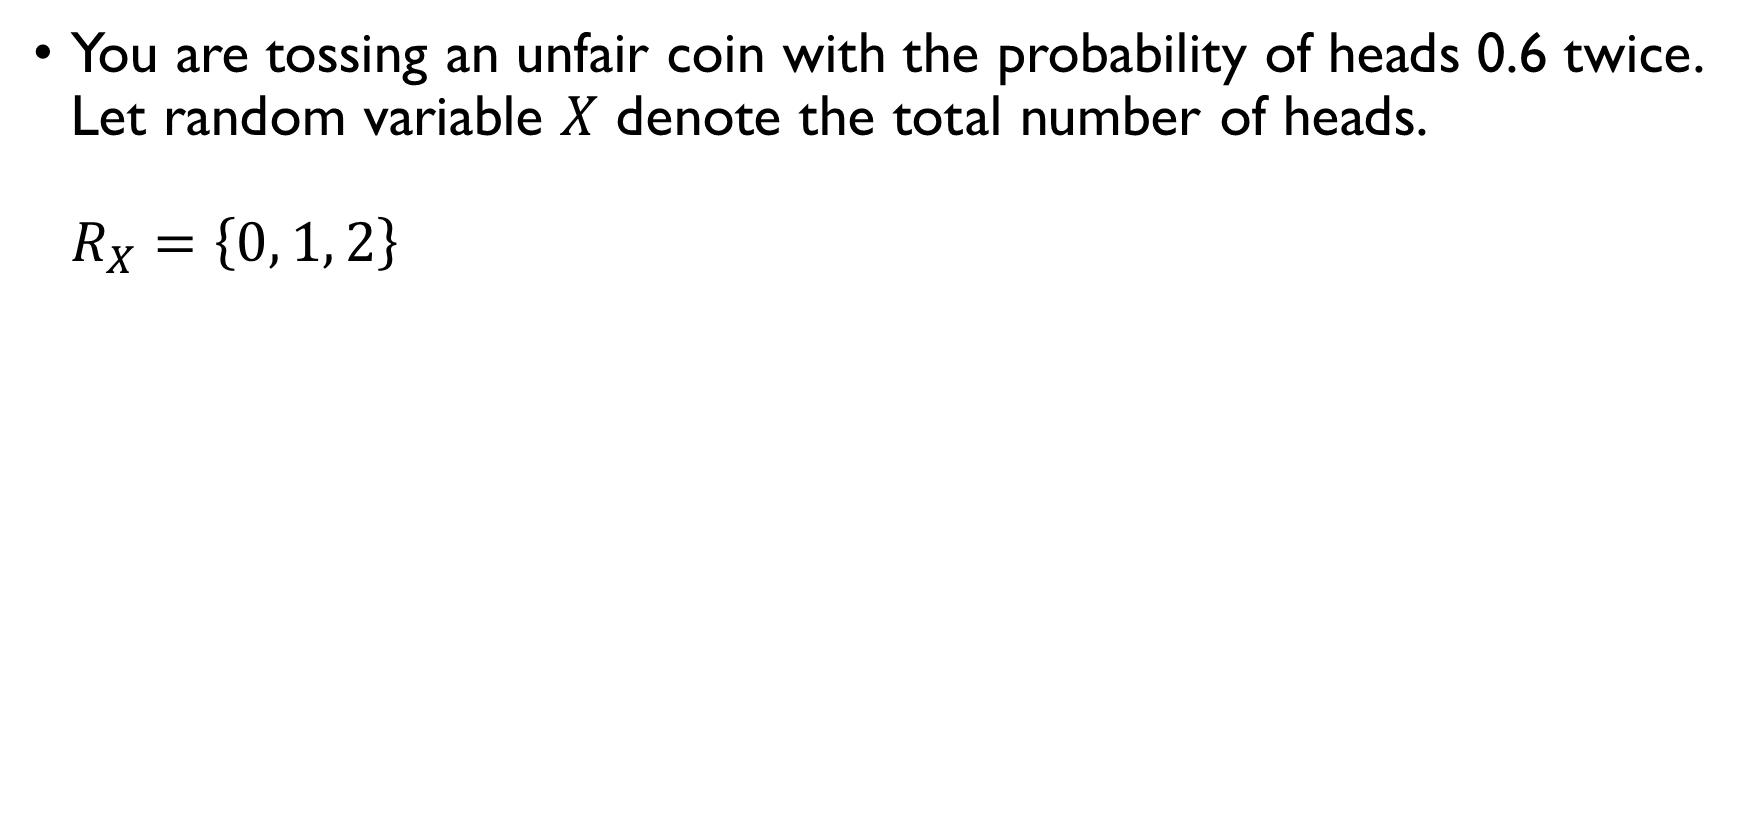 • You are tossing an unfair coin with the probability of heads 0.6 twice.
Let random variable X denote the total number of heads.
R_X = {0, 1, 2}